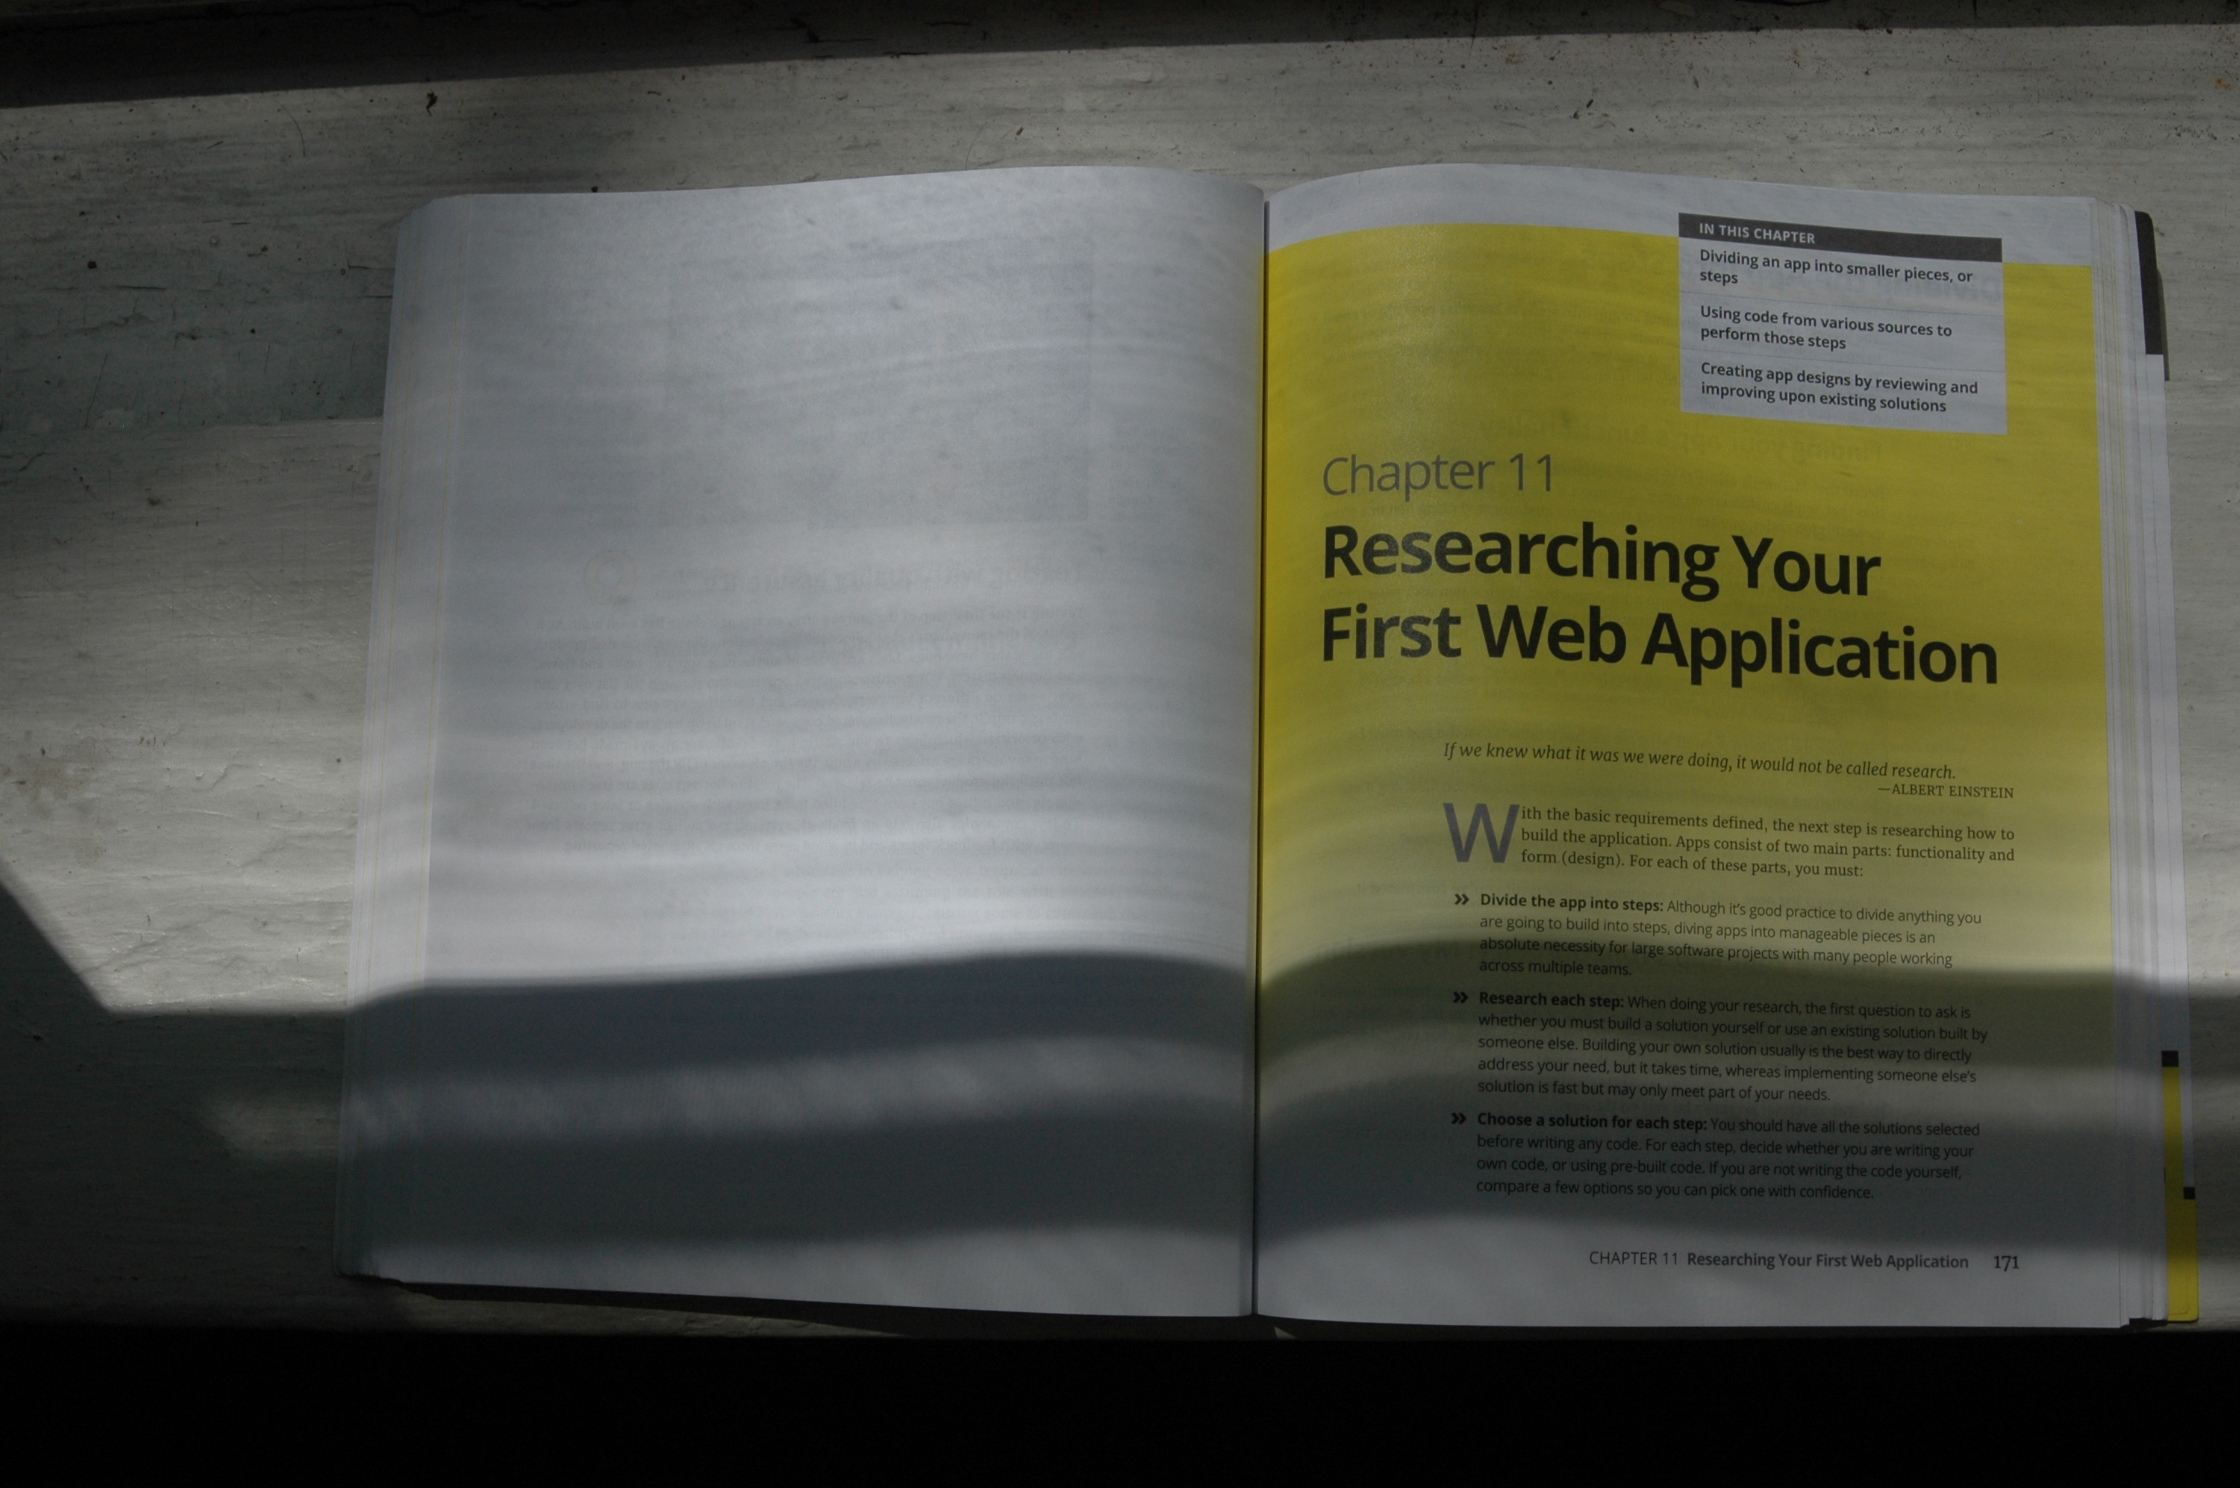 IN THIS CHAPTER
Dividing an app into smaller pieces, or
steps
Using code from various sources to
perform those steps
Creating app designs by reviewing and
improving upon existing solutions
Chapter 11
Researching Your
First Web Application
If we knew what it was we were doing, it would not be called research.
—ALBERT EINSTEIN
With the basic requirements defined, the next step is researching how to
build the application. Apps consist of two main parts: functionality and
form (design). For each of these parts, you must:
» Divide the app into steps: Although it's good practice to divide anything you
are going to build into steps, diving apps into manageable pieces is an
absolute necessity for large software projects with many people working
across multiple teams.
» Research each step: When doing your research, the first question to ask is
whether you must build a solution yourself or use an existing solution built by
someone else. Building your own solution usually is the best way to directly
address your need, but it takes time, whereas implementing someone else's
solution is fast but may only meet part of your needs.
» Choose a solution for each step: You should have all the solutions selected
before writing any code. For each step, decide whether you are writing your
own code, or using pre-built code. If you are not writing the code yourself,
compare a few options so you can pick one with confidence.
CHAPTER 11 Researching Your First Web Application 171